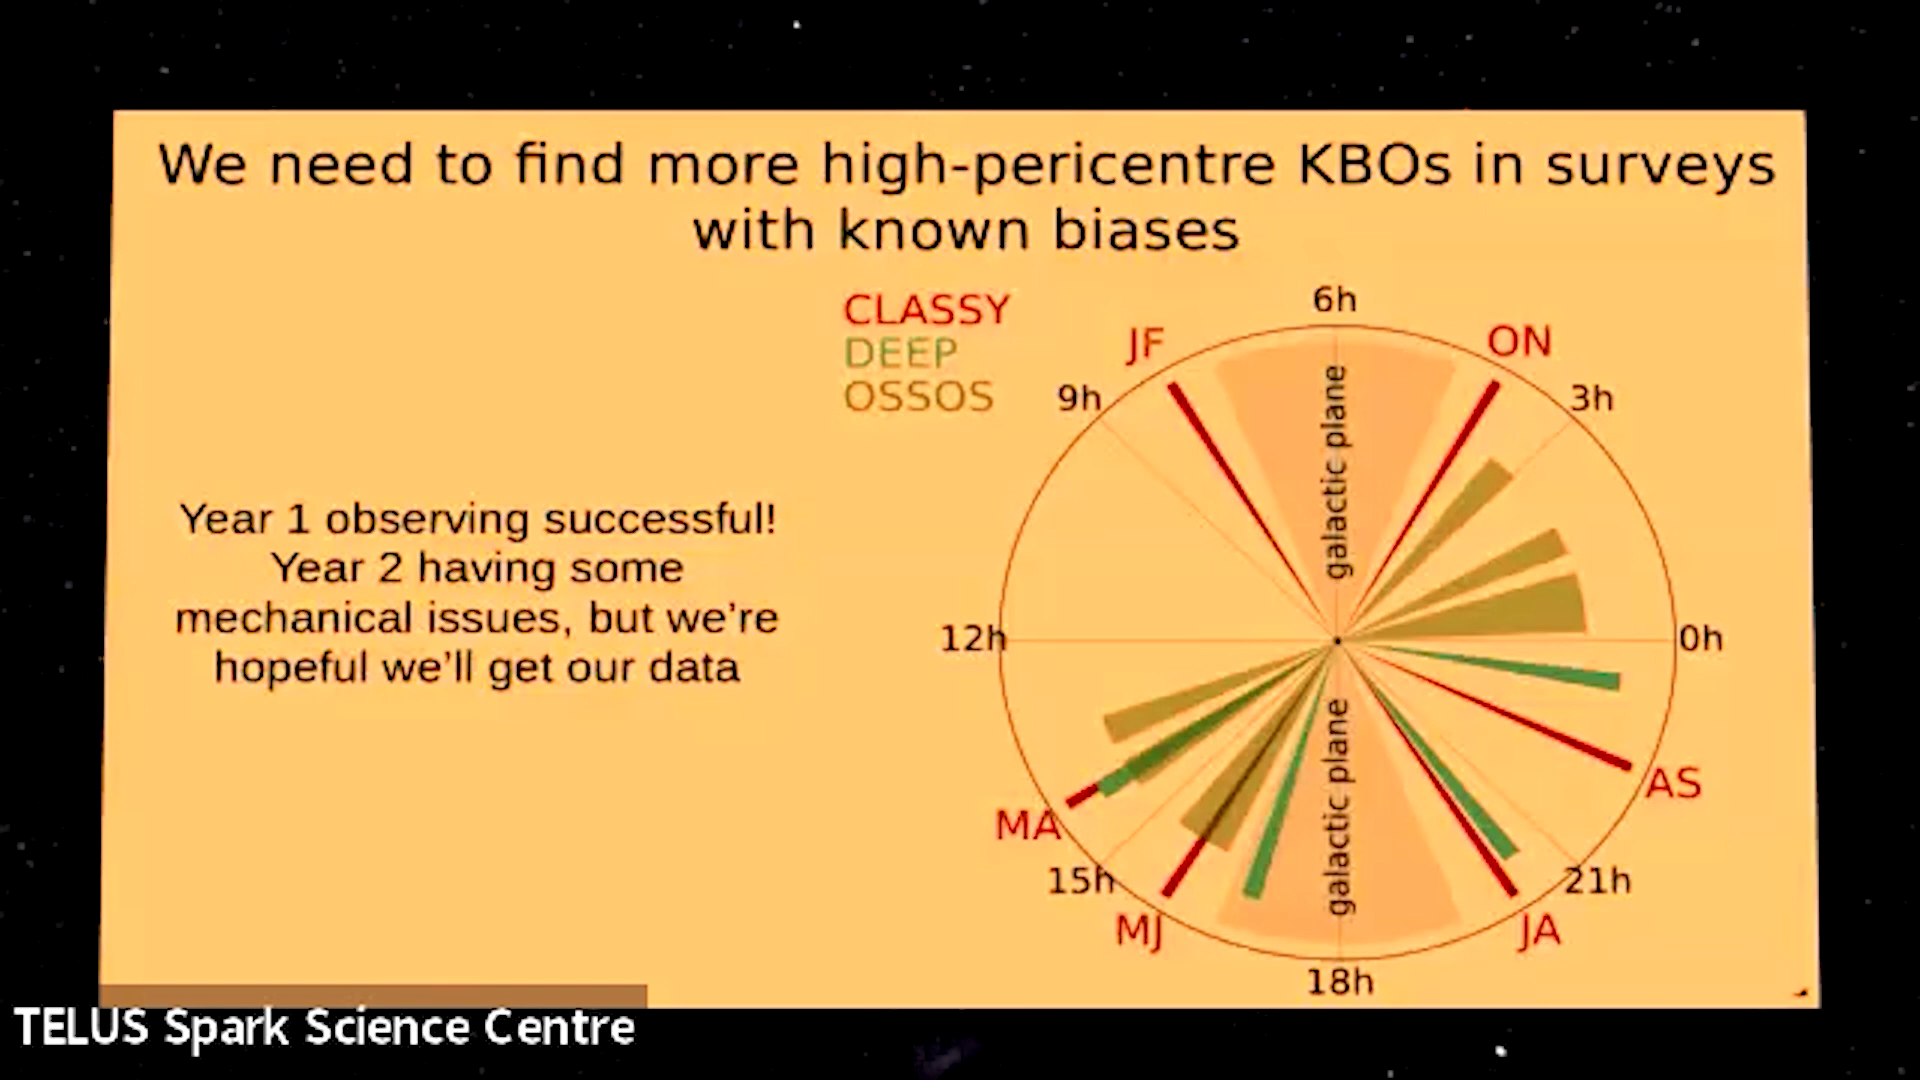 We need to find more high-pericentre KBOs in surveys
with known biases
CLASSY
DEEP
OSSOS
Year 1 observing successful!
Year 2 having some
mechanical issues, but we're
hopeful we'll get our data
6h
JF
ON
9h
3h
galactic plane
12h
0h
galactic plane
MA
AS
15h
21h
MJ
JA
18h
TELUS Spark Science Centre